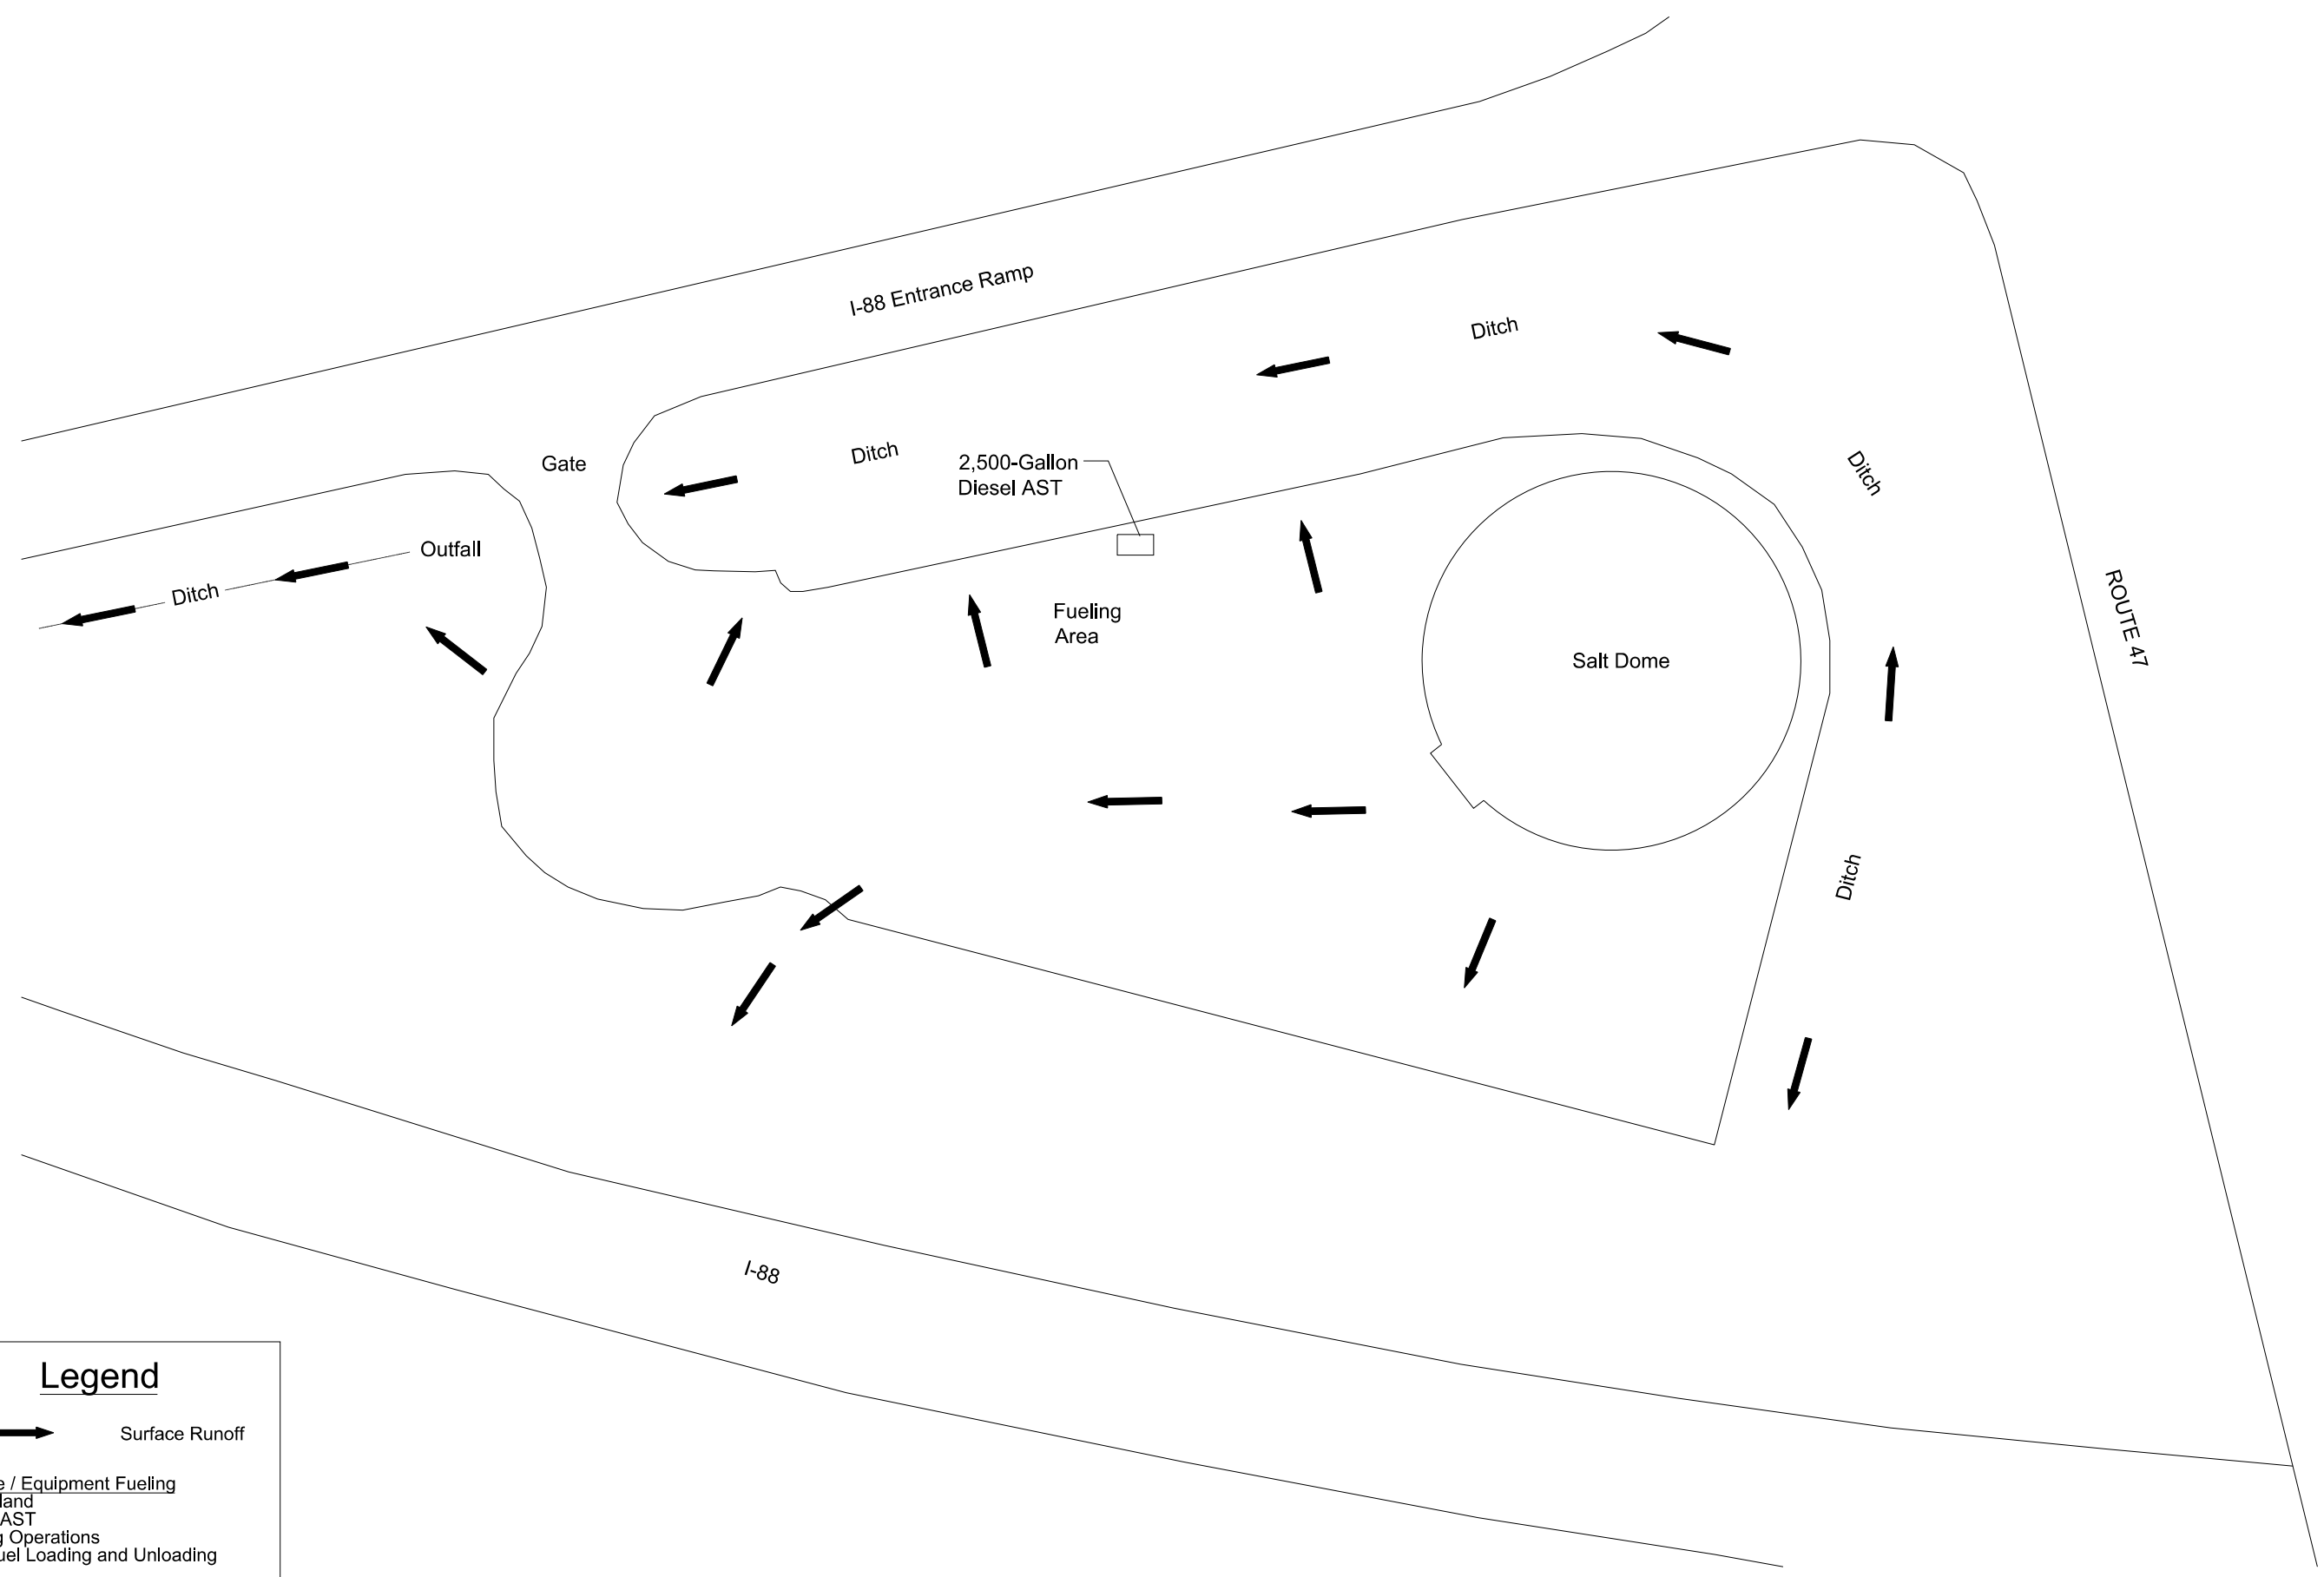 I-88 Entrance Ramp
Ditch
Ditch
Gate
2,500-Gallon
Diesel AST
Ditch
Outfall
Ditch
Fueling
Area
Salt Dome
ROUTE 47
Ditch
I-88
Legend
Surface Runoff
/ Equipment Fueling
AST
Operations
Loading and Unloading